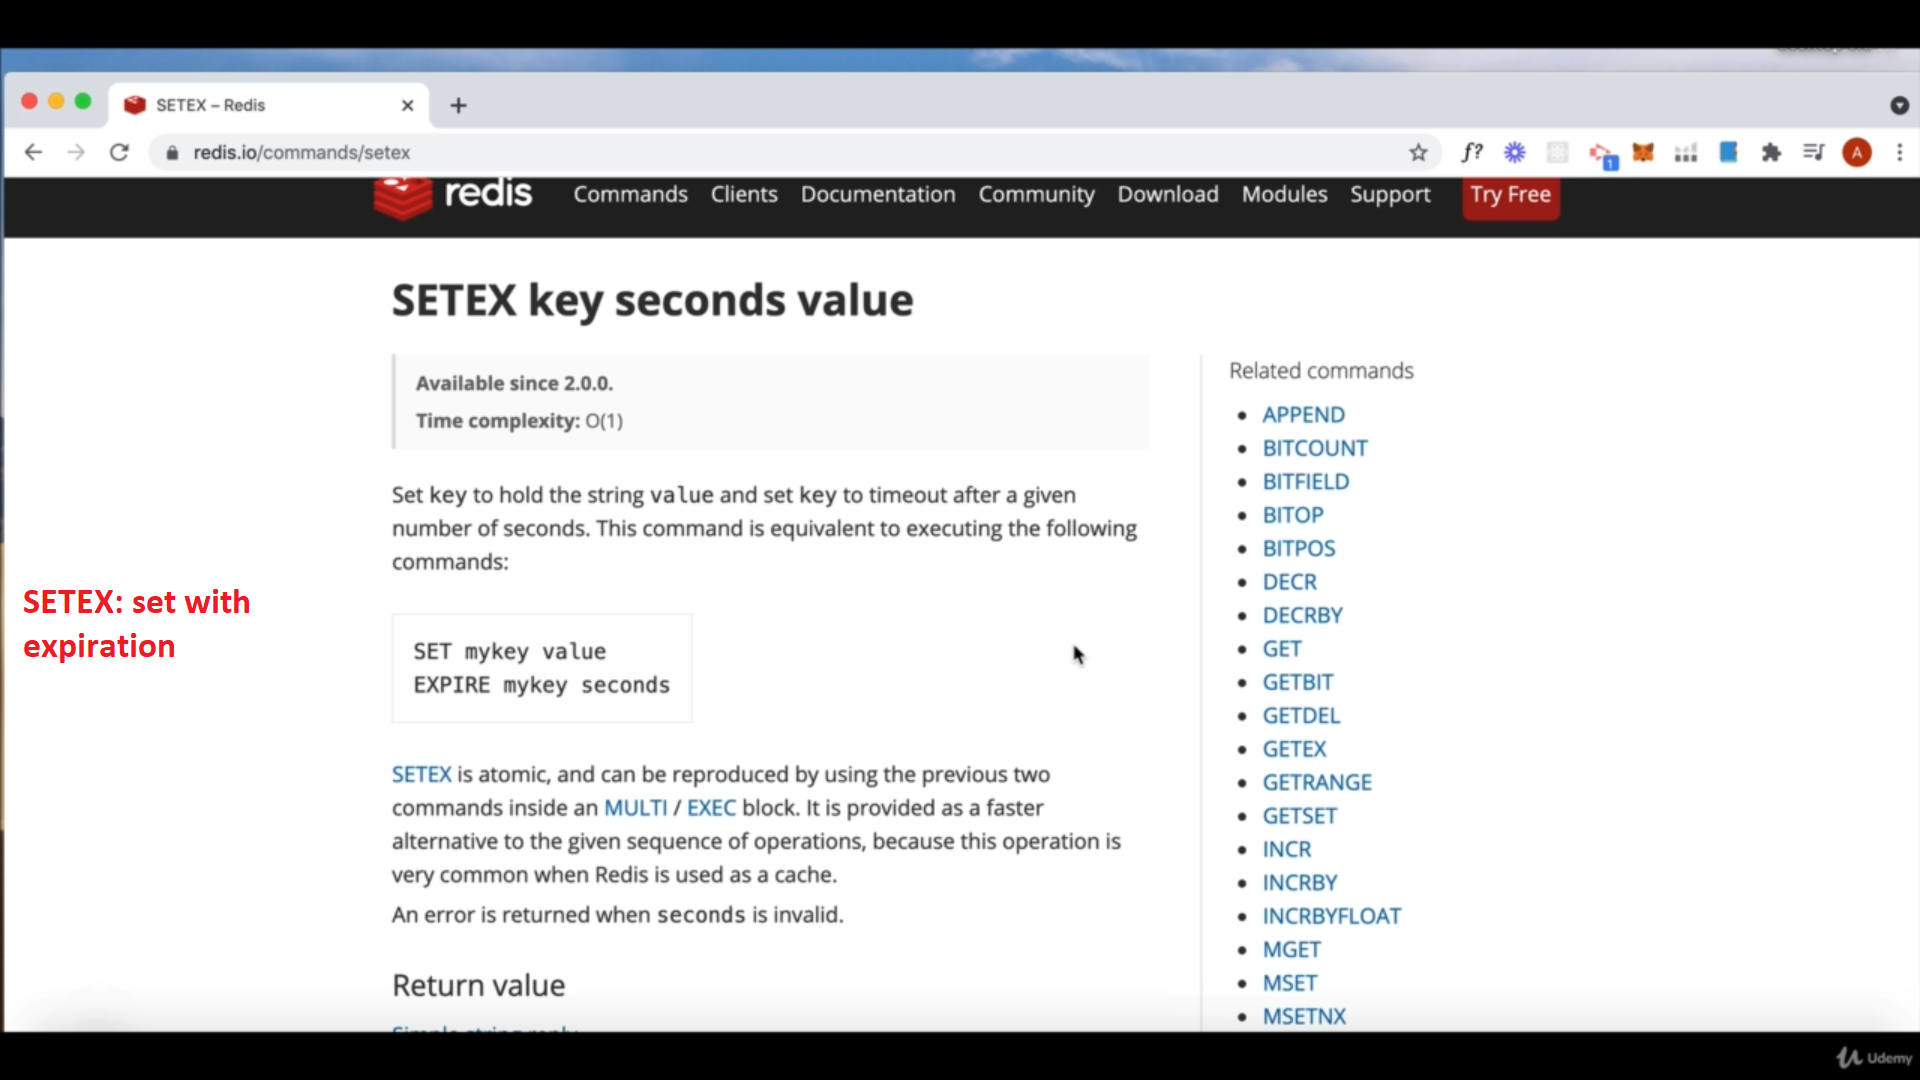 SETEX – Redis
redis.io/commands/setex
f?
1
A
redis
Commands Clients Documentation Community Download Modules Support Try Free
SETEX key seconds value
Available since 2.0.0.
Time complexity: O(1)
Set key to hold the string value and set key to timeout after a given
number of seconds. This command is equivalent to executing the following
commands:
SET mykey value
EXPIRE mykey seconds
SETEX is atomic, and can be reproduced by using the previous two
commands inside an MULTI / EXEC block. It is provided as a faster
alternative to the given sequence of operations, because this operation is
very common when Redis is used as a cache.
An error is returned when seconds is invalid.
Return value
Simple string reply
SETEX: set with
expiration
Related commands
APPEND
BITCOUNT
BITFIELD
BITOP
BITPOS
DECR
DECRBY
GET
GETBIT
GETDEL
GETEX
GETRANGE
GETSET
INCR
INCRBY
INCRBYFLOAT
MGET
MSET
MSETNX
Udemy